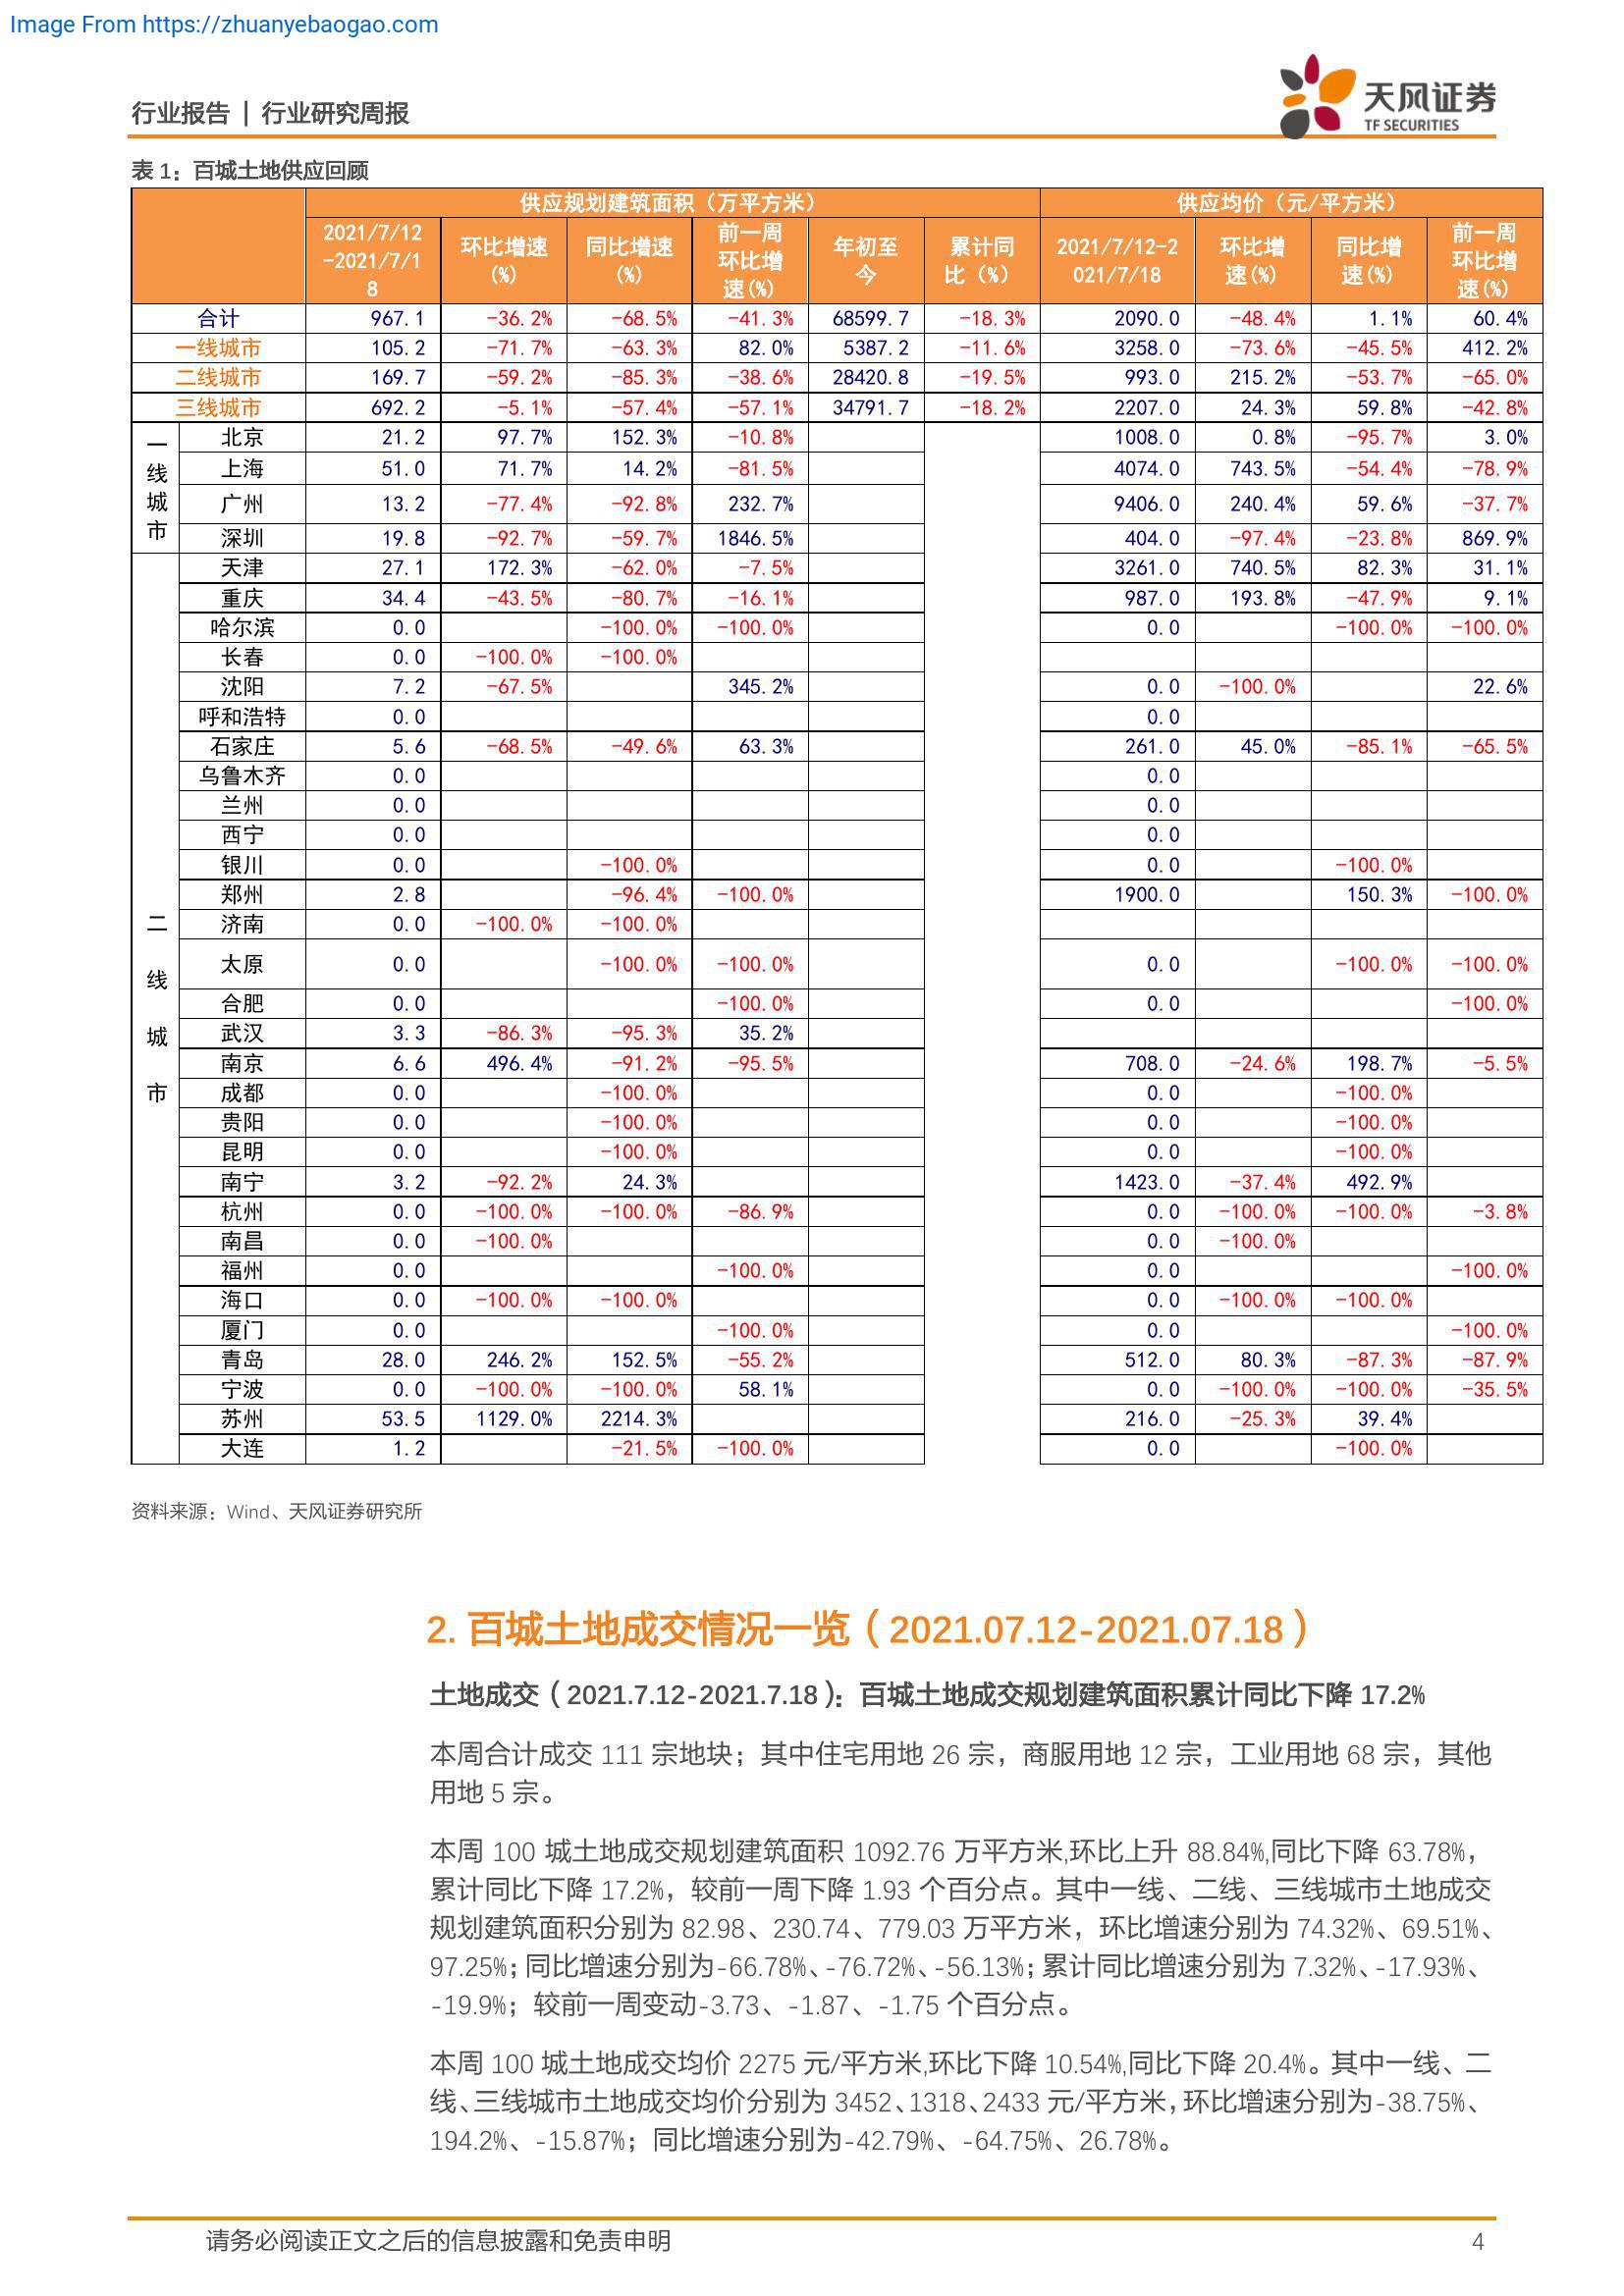 Image From https://zhuanyebaogao.com
行业报告 | 行业研究周报
天风证券
TF SECURITIES
表 1：百城土地供应回顾
供应规划建筑面积（万平方米） 供应均价（元/平方米）
2021/7/12-2021/7/18 环比增速(%) 同比增速(%) 前一周环比增速(%) 年初至今 累计同比（%） 2021/7/12-2021/7/18 环比增速(%) 同比增速(%) 前一周环比增速(%)
合计 967.1 -36.2% -68.5% -41.3% 68599.7 -18.3% 2090.0 -48.4% 1.1% 60.4%
一线城市 105.2 -71.7% -63.3% 82.0% 5387.2 -11.6% 3258.0 -73.6% -45.5% 412.2%
二线城市 169.7 -59.2% -85.3% -38.6% 28420.8 -19.5% 993.0 215.2% -53.7% -65.0%
三线城市 692.2 -5.1% -57.4% -57.1% 34791.7 -18.2% 2207.0 24.3% 59.8% -42.8%
一线城市
北京 21.2 97.7% 152.3% -10.8% 1008.0 0.8% -95.7% 3.0%
上海 51.0 71.7% 14.2% -81.5% 4074.0 743.5% -54.4% -78.9%
广州 13.2 -77.4% -92.8% 232.7% 9406.0 240.4% 59.6% -37.7%
深圳 19.8 -92.7% -59.7% 1846.5% 404.0 -97.4% -23.8% 869.9%
二线城市
天津 27.1 172.3% -62.0% -7.5% 3261.0 740.5% 82.3% 31.1%
重庆 34.4 -43.5% -80.7% -16.1% 987.0 193.8% -47.9% 9.1%
哈尔滨 0.0 -100.0% -100.0% 0.0 -100.0% -100.0%
长春 0.0 -100.0% -100.0%
沈阳 7.2 -67.5% 345.2% 0.0 -100.0% 22.6%
呼和浩特 0.0 0.0
石家庄 5.6 -68.5% -49.6% 63.3% 261.0 45.0% -85.1% -65.5%
乌鲁木齐 0.0 0.0
兰州 0.0 0.0
西宁 0.0 0.0
银川 0.0 -100.0% 0.0 -100.0%
郑州 2.8 -96.4% -100.0% 1900.0 150.3% -100.0%
济南 0.0 -100.0% -100.0%
太原 0.0 -100.0% -100.0% 0.0 -100.0% -100.0%
合肥 0.0 -100.0% 0.0 -100.0%
武汉 3.3 -86.3% -95.3% 35.2%
南京 6.6 496.4% -91.2% -95.5% 708.0 -24.6% 198.7% -5.5%
成都 0.0 -100.0% 0.0 -100.0%
贵阳 0.0 -100.0% 0.0 -100.0%
昆明 0.0 -100.0% 0.0 -100.0%
南宁 3.2 -92.2% 24.3% 1423.0 -37.4% 492.9%
杭州 0.0 -100.0% -100.0% -86.9% 0.0 -100.0% -100.0% -3.8%
南昌 0.0 -100.0% 0.0 -100.0%
福州 0.0 -100.0% 0.0 -100.0%
海口 0.0 -100.0% -100.0% 0.0 -100.0% -100.0%
厦门 0.0 -100.0% 0.0 -100.0%
青岛 28.0 246.2% 152.5% -55.2% 512.0 80.3% -87.3% -87.9%
宁波 0.0 -100.0% -100.0% 58.1% 0.0 -100.0% -100.0% -35.5%
苏州 53.5 1129.0% 2214.3% 216.0 -25.3% 39.4%
大连 1.2 -21.5% -100.0% 0.0 -100.0%
资料来源：Wind、天风证券研究所
2. 百城土地成交情况一览（2021.07.12-2021.07.18）
土地成交（2021.7.12-2021.7.18）：百城土地成交规划建筑面积累计同比下降 17.2%
本周合计成交 111 宗地块；其中住宅用地 26 宗，商服用地 12 宗，工业用地 68 宗，其他
用地 5 宗。
本周 100 城土地成交规划建筑面积 1092.76 万平方米,环比上升 88.84%,同比下降 63.78%，
累计同比下降 17.2%，较前一周下降 1.93 个百分点。其中一线、二线、三线城市土地成交
规划建筑面积分别为 82.98、230.74、779.03 万平方米，环比增速分别为 74.32%、69.51%、
97.25%；同比增速分别为-66.78%、-76.72%、-56.13%；累计同比增速分别为 7.32%、-17.93%、
-19.9%；较前一周变动-3.73、-1.87、-1.75 个百分点。
本周 100 城土地成交均价 2275 元/平方米,环比下降 10.54%,同比下降 20.4%。其中一线、二
线、三线城市土地成交均价分别为 3452、1318、2433 元/平方米，环比增速分别为-38.75%、
194.2%、-15.87%；同比增速分别为-42.79%、-64.75%、26.78%。
请务必阅读正文之后的信息披露和免责申明 4